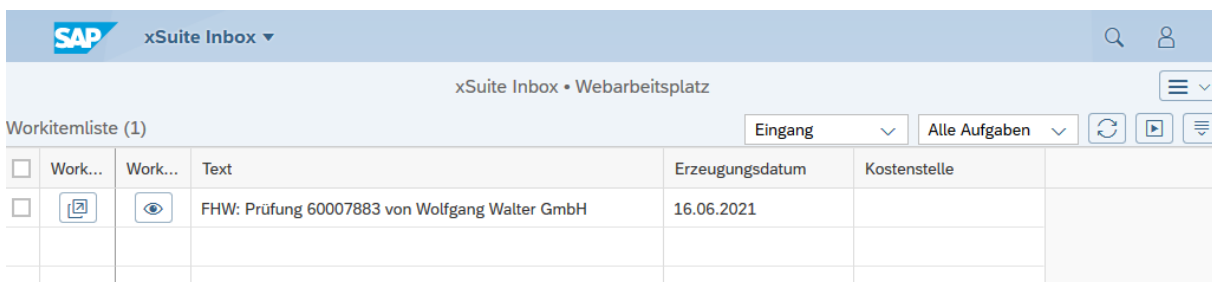 SAP xSuite Inbox
xSuite Inbox • Webarbeitsplatz
Workitemliste (1) Eingang Alle Aufgaben
Work... Work... Text Erzeugungsdatum Kostenstelle
FHW: Prüfung 60007883 von Wolfgang Walter GmbH 16.06.2021